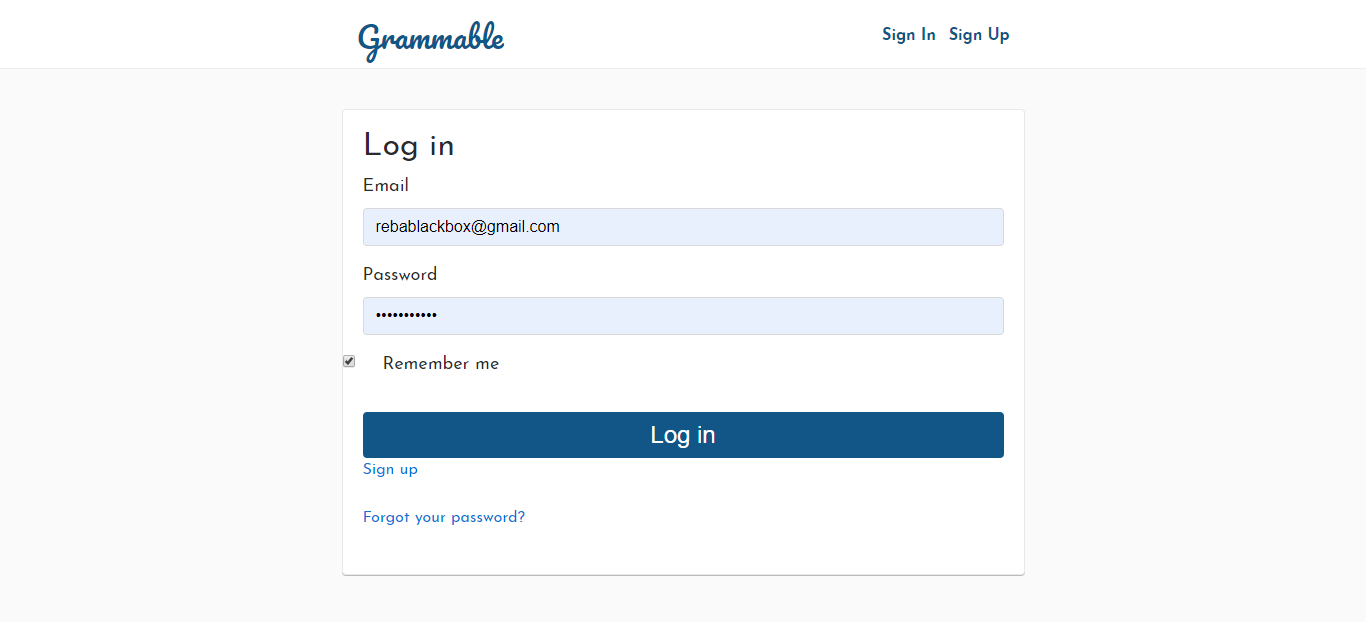 Grammable
Sign In Sign Up
Log in
Email
rebablackbox@gmail.com
Password
•••••••••••
Remember me
Log in
Sign up
Forgot your password?